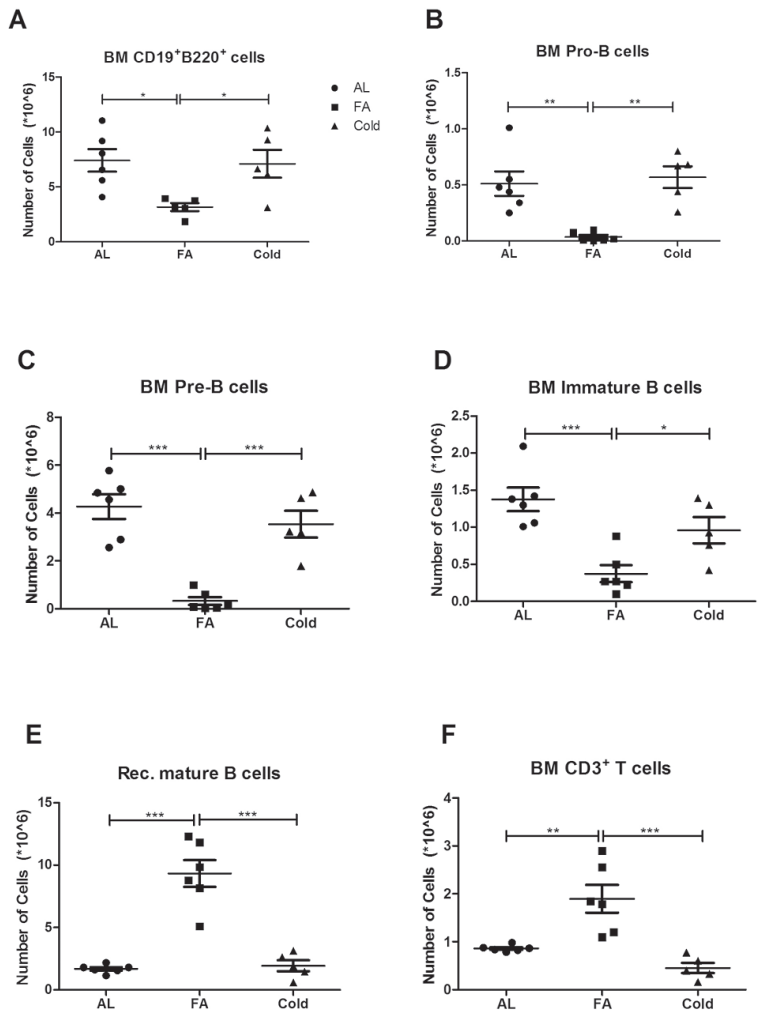 A
BM CD19+B220+ cells
Number of Cells (*10^6)
15
10
5
0
* *
AL FA Cold
AL
FA
Cold
B
BM Pro-B cells
Number of Cells (*10^6)
1.5
1.0
0.5
0.0
** **
AL FA Cold
C
BM Pre-B cells
Number of Cells (*10^6)
8
6
4
2
0
*** ***
AL FA Cold
D
BM Immature B cells
Number of Cells (*10^6)
2.5
2.0
1.5
1.0
0.5
0.0
*** *
AL FA Cold
E
Rec. mature B cells
Number of Cells (*10^6)
15
10
5
0
*** ***
AL FA Cold
F
BM CD3+ T cells
Number of Cells (*10^6)
4
3
2
1
0
** ***
AL FA Cold